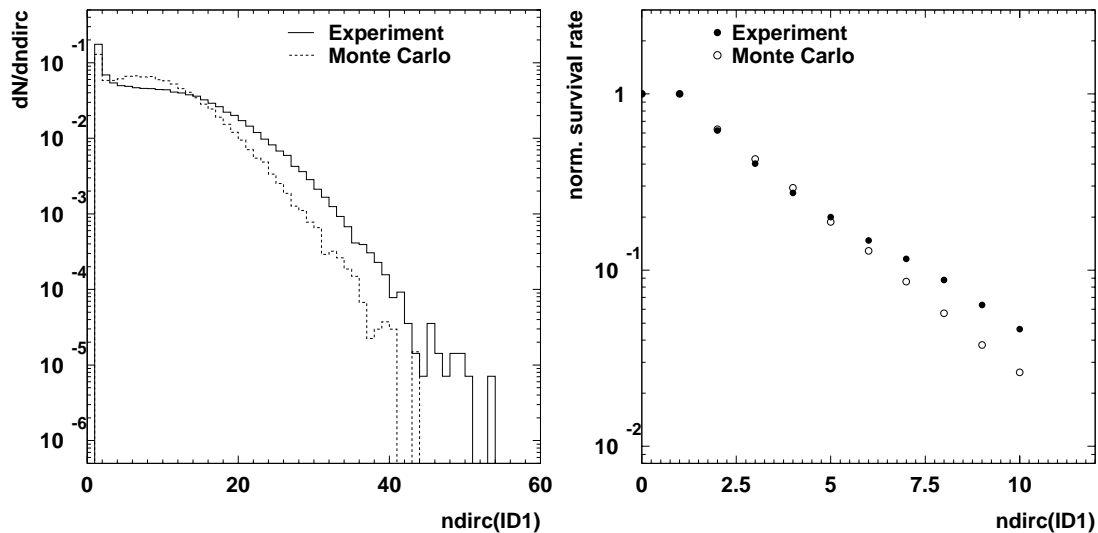 dN/dndirc
Experiment
Monte Carlo
10 -1
10 -2
10 -3
10 -4
10 -5
10 -6
0 20 40 60
ndirc(ID1)
norm. survival rate
Experiment
Monte Carlo
1
10 -1
10 -2
0 2.5 5 7.5 10
ndirc(ID1)